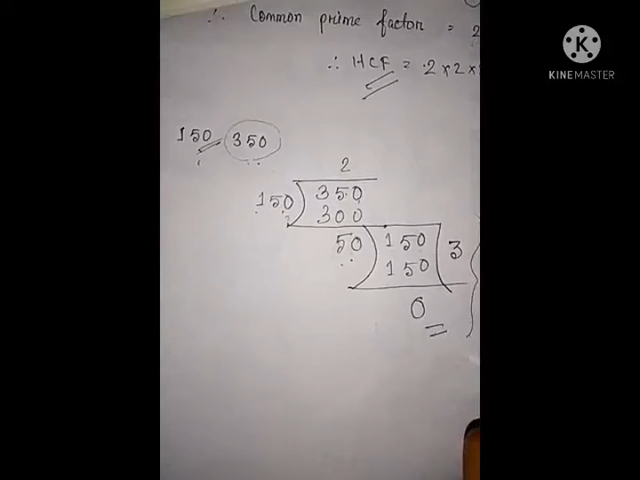 ∴ Common prime factor = 2
∴ HCF = 2×2×
K
KINEMASTER
150 350
2
150) 350
300
50) 150 (3
150
0